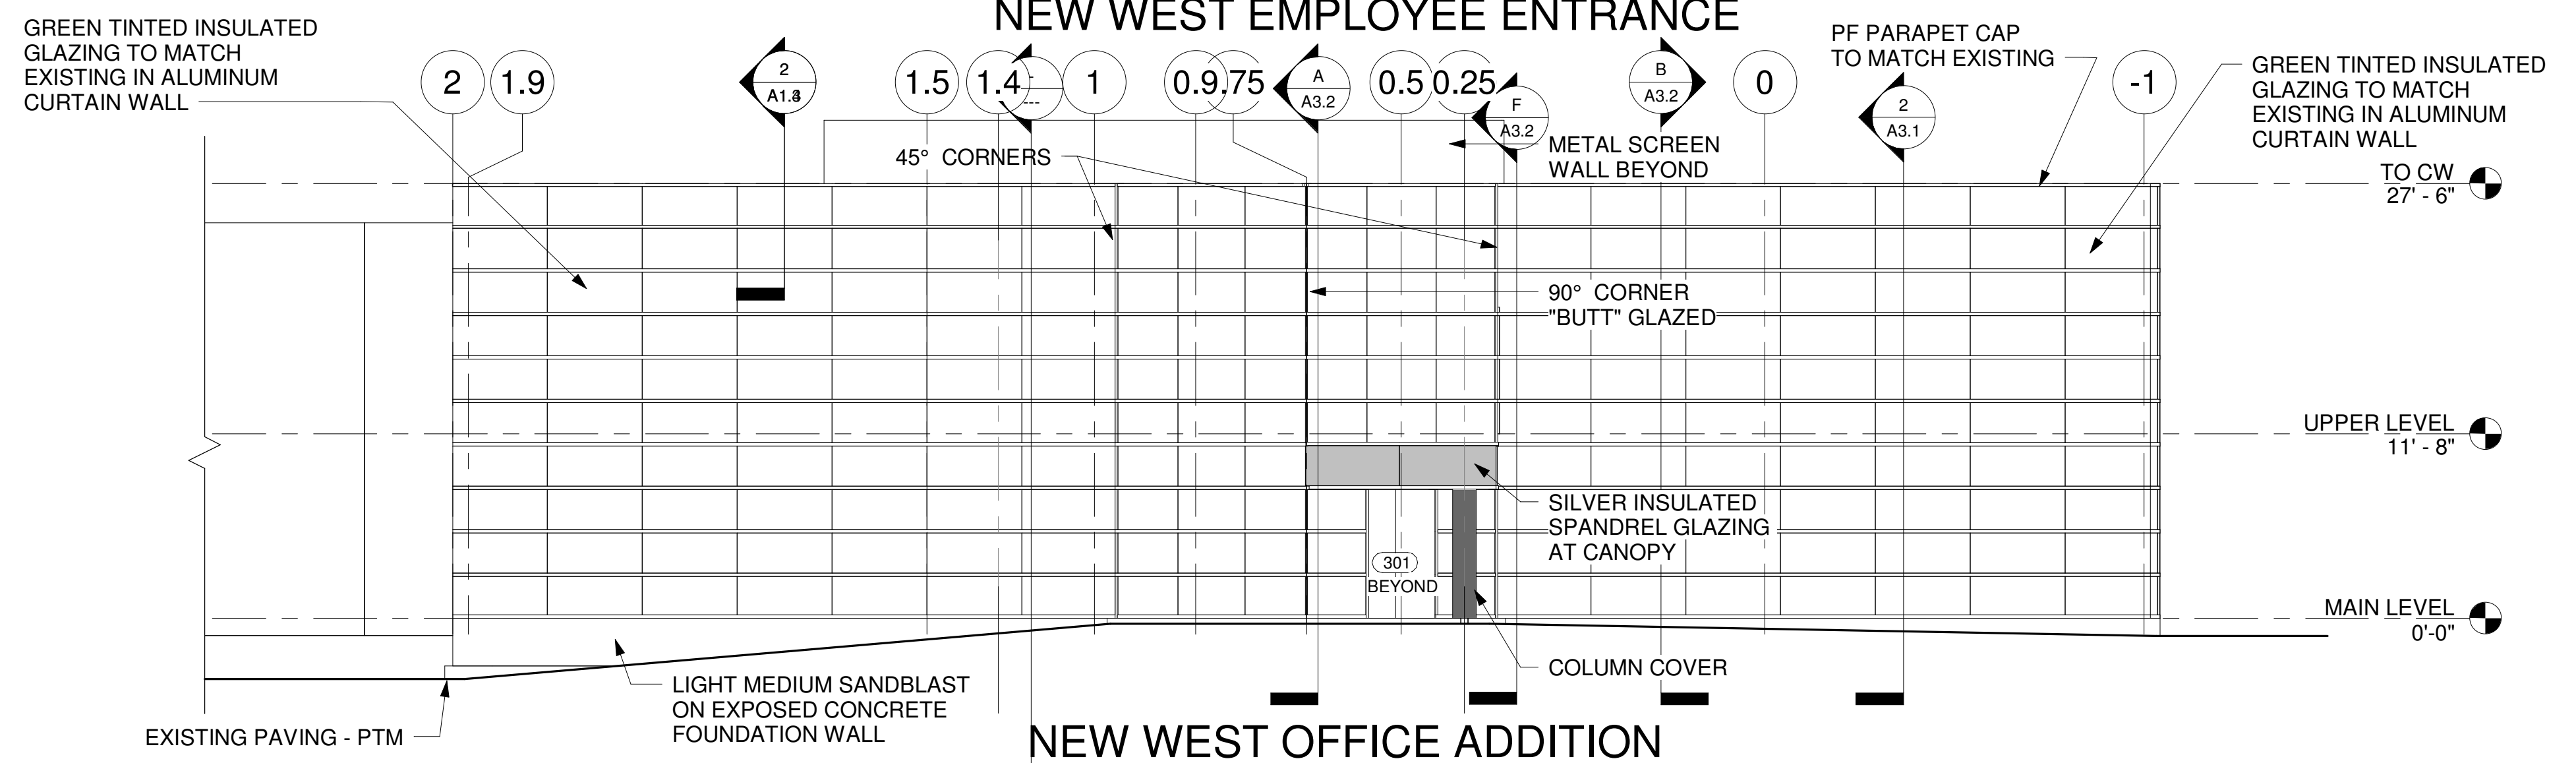 NEW WEST EMPLOYEE ENTRANCE
GREEN TINTED INSULATED
GLAZING TO MATCH
EXISTING IN ALUMINUM
CURTAIN WALL
2
1.9
2
1.5
1.4
-
---
1
0.9
.75
A
A3.2
0.5
0.25
F
A3.2
B
A3.2
0
2
A3.1
-1
PF PARAPET CAP
TO MATCH EXISTING
GREEN TINTED INSULATED
GLAZING TO MATCH
EXISTING IN ALUMINUM
CURTAIN WALL
45° CORNERS
METAL SCREEN
WALL BEYOND
TO CW
27' - 6"
90° CORNER
"BUTT" GLAZED
UPPER LEVEL
11' - 8"
SILVER INSULATED
SPANDREL GLAZING
AT CANOPY
301
BEYOND
MAIN LEVEL
0'-0"
COLUMN COVER
LIGHT MEDIUM SANDBLAST
ON EXPOSED CONCRETE
FOUNDATION WALL
EXISTING PAVING - PTM
NEW WEST OFFICE ADDITION